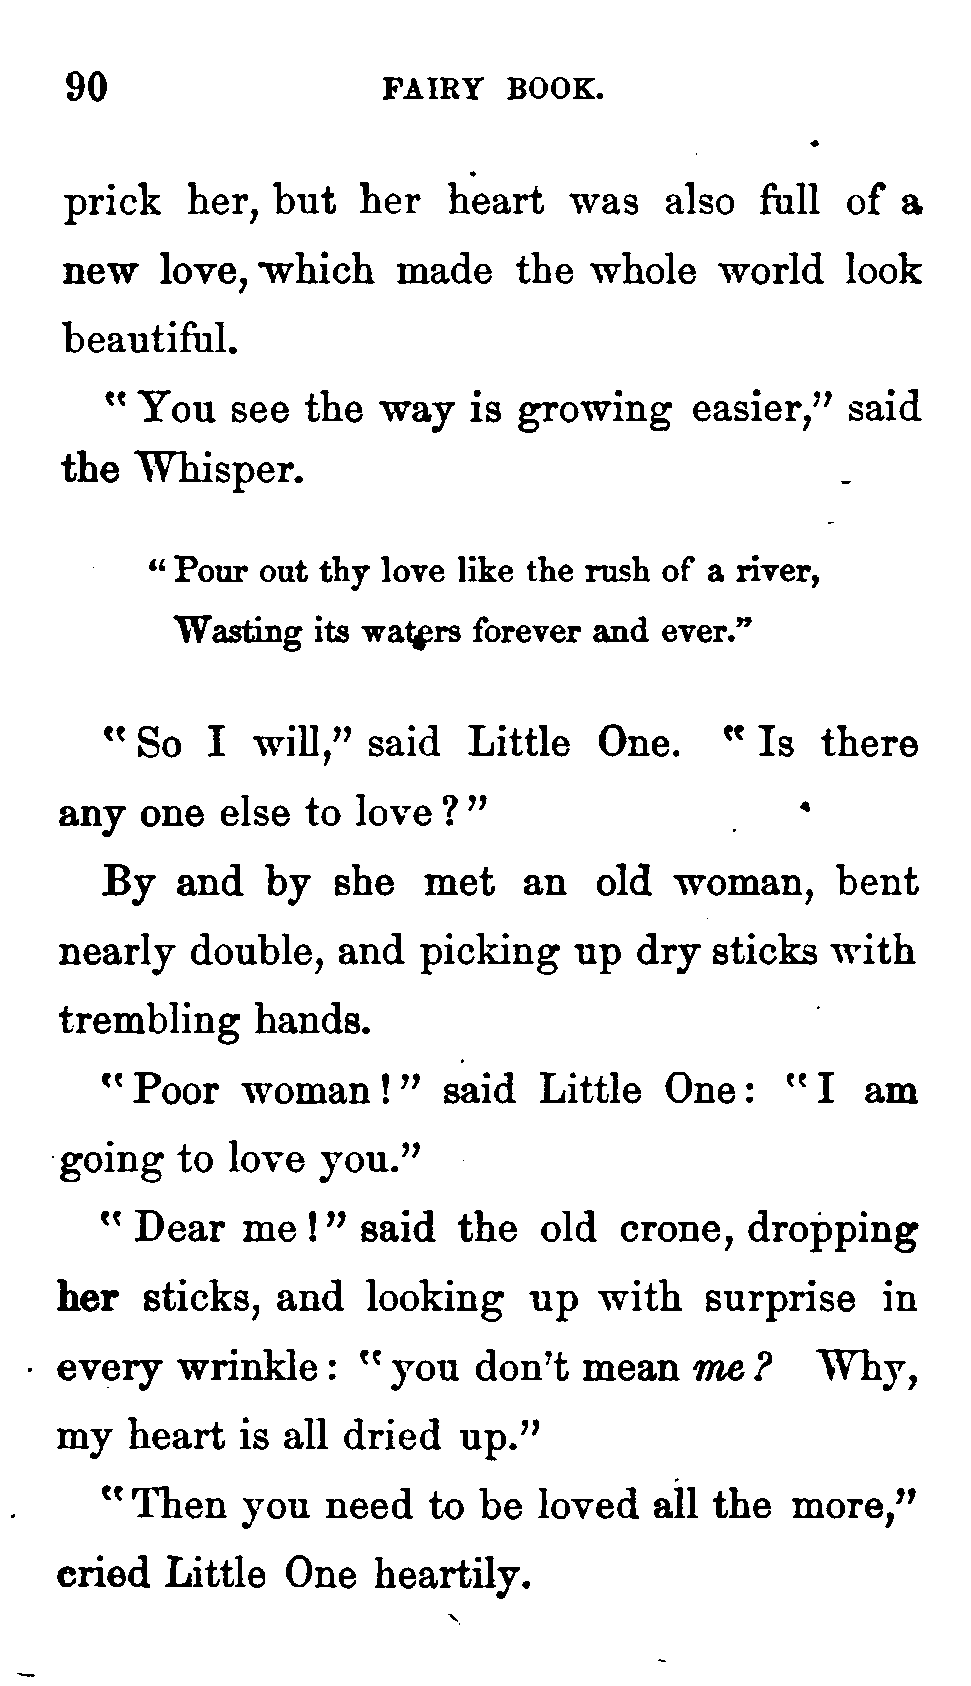 90 FAIRY BOOK.
prick her, but her heart was also full of a
new love, which made the whole world look
beautiful.
“You see the way is growing easier,” said
the Whisper.
“Pour out thy love like the rush of a river,
Wasting its waters forever and ever.”
“So I will,” said Little One. “Is there
any one else to love?”
By and by she met an old woman, bent
nearly double, and picking up dry sticks with
trembling hands.
“Poor woman!” said Little One: “I am
going to love you.”
“Dear me!” said the old crone, dropping
her sticks, and looking up with surprise in
every wrinkle: “you don’t mean me? Why,
my heart is all dried up.”
“Then you need to be loved all the more,”
cried Little One heartily.